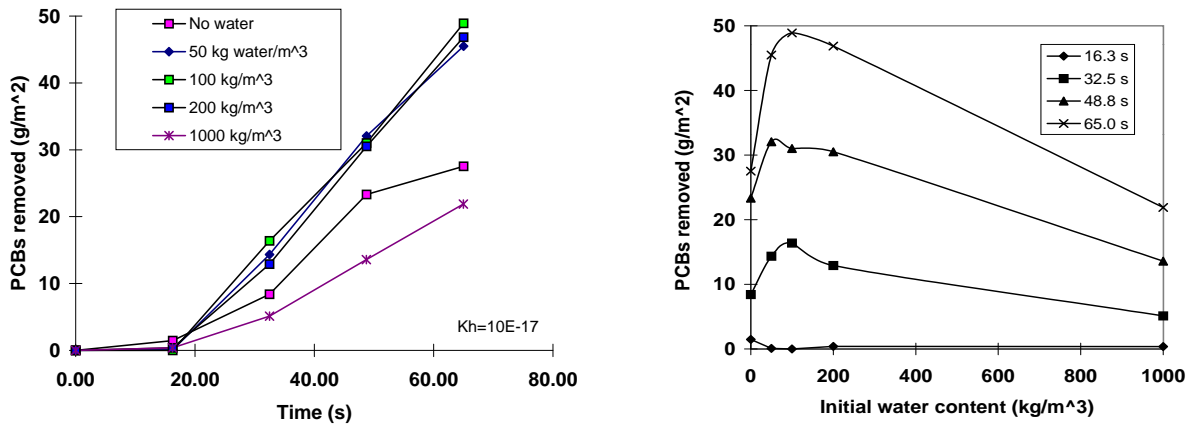 PCBs removed (g/m^2)
50
40
30
20
10
0
No water
50 kg water/m^3
100 kg/m^3
200 kg/m^3
1000 kg/m^3
Kh=10E-17
0.00 20.00 40.00 60.00 80.00
Time (s)
PCBs removed (g/m^2)
50
40
30
20
10
0
16.3 s
32.5 s
48.8 s
65.0 s
0 200 400 600 800 1000
Initial water content (kg/m^3)